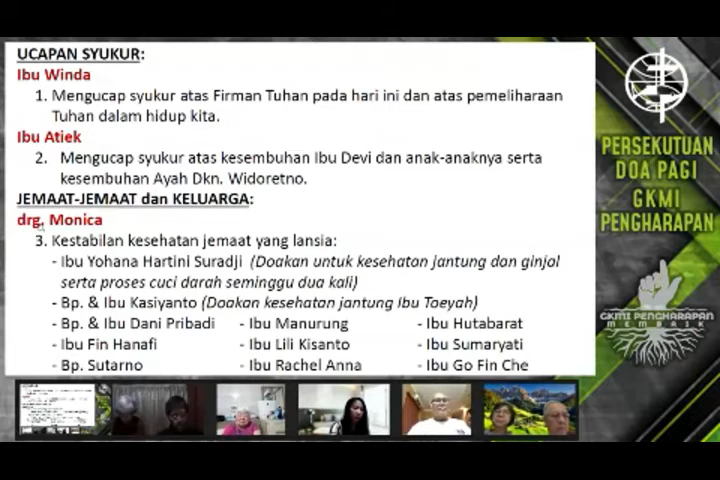 UCAPAN SYUKUR:
Ibu Winda
1. Mengucap syukur atas Firman Tuhan pada hari ini dan atas pemeliharaan
Tuhan dalam hidup kita.
Ibu Atiek
2. Mengucap syukur atas kesembuhan Ibu Devi dan anak-anaknya serta
kesembuhan Ayah Dkn. Widoretno.
JEMAAT-JEMAAT dan KELUARGA:
drg. Monica
3. Kestabilan kesehatan jemaat yang lansia:
- Ibu Yohana Hartini Suradji (Doakan untuk kesehatan jantung dan ginjal
serta proses cuci darah seminggu dua kali)
- Bp. & Ibu Kasiyanto (Doakan kesehatan jantung Ibu Toeyah)
- Bp. & Ibu Dani Pribadi - Ibu Manurung - Ibu Hutabarat
- Ibu Fin Hanafi - Ibu Lili Kisanto - Ibu Sumaryati
- Bp. Sutarno - Ibu Rachel Anna - Ibu Go Fin Che
PERSEKUTUAN
DOA PAGI
GKMI
PENGHARAPAN
GKMI PENGHARAPAN
MEMBAIK